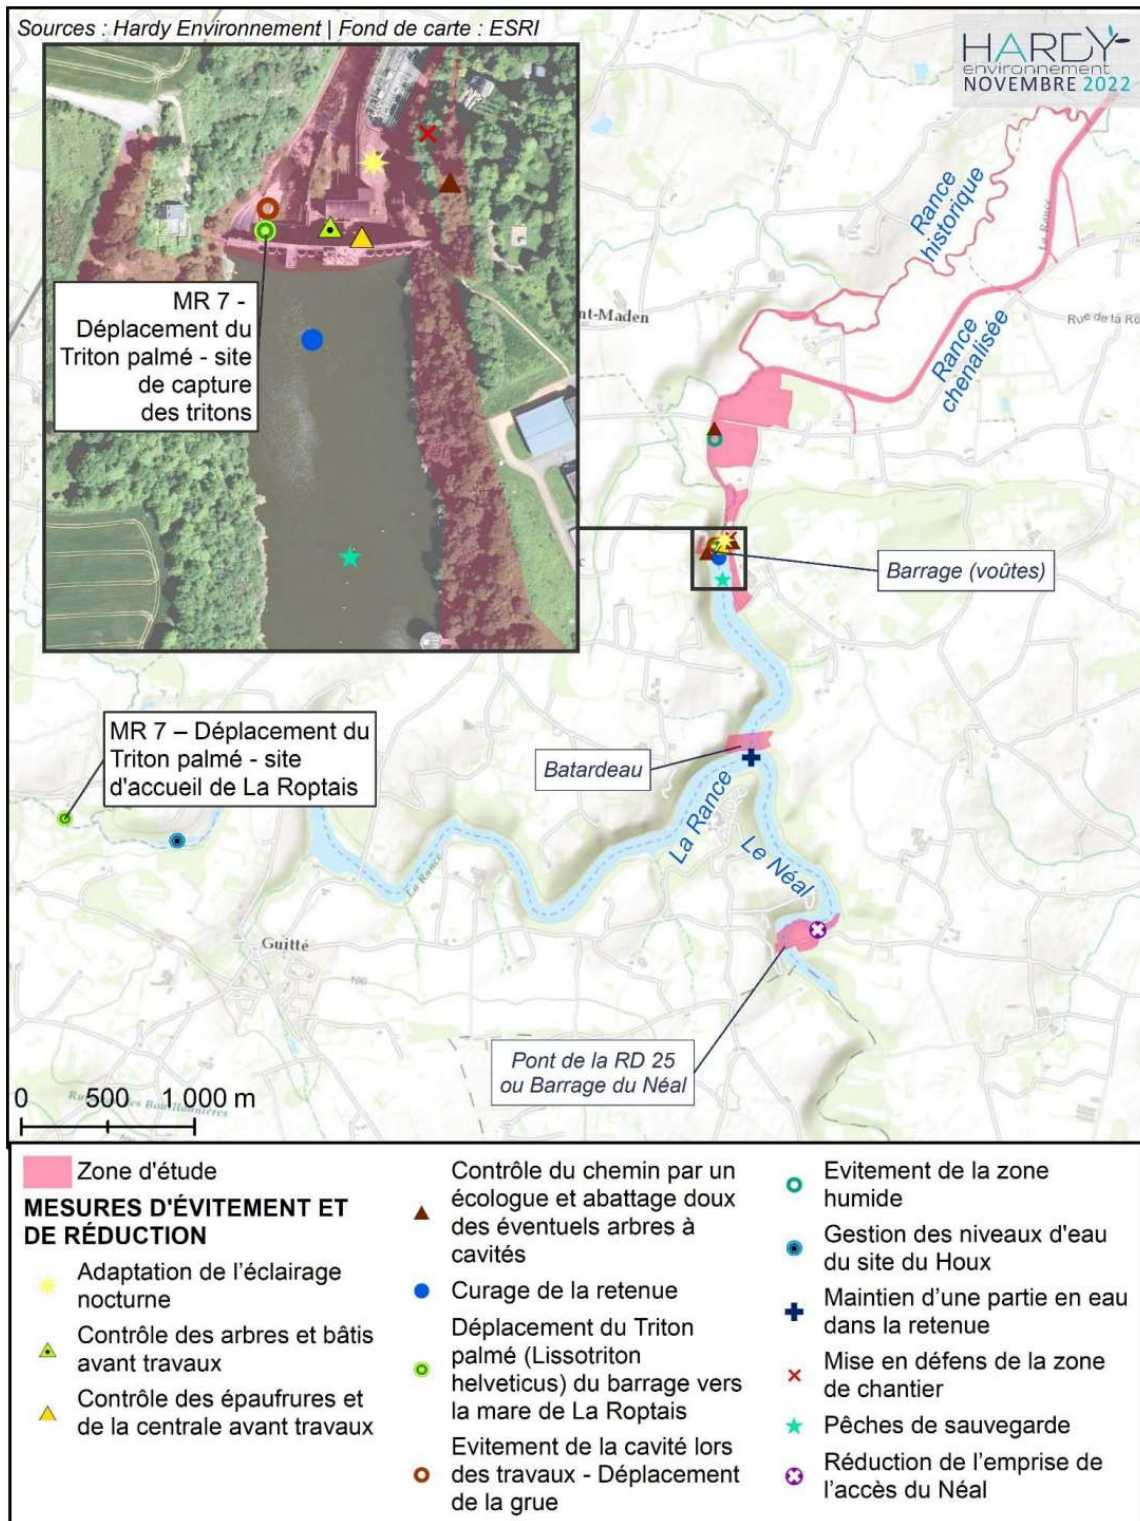 Sources : Hardy Environnement | Fond de carte : ESRI
HARDY
environnement
NOVEMBRE 2022
Rance
historique
La Rance
MR 7 -
Déplacement du
Triton palmé - site
de capture
des tritons
nt-Maden
Rue de la Ro
Rance
chenalisée
Barrage (voûtes)
MR 7 – Déplacement du
Triton palmé - site
d'accueil de La Roptais
Batardeau
La Rance
Le Néal
La Rance
Guitté
100
Pont de la RD 25
ou Barrage du Néal
0 500 1 000 m
Zone d'étude
MESURES D'ÉVITEMENT ET
DE RÉDUCTION
Adaptation de l’éclairage
nocturne
Contrôle des arbres et bâtis
avant travaux
Contrôle des épaufrures et
de la centrale avant travaux
Contrôle du chemin par un
écologue et abattage doux
des éventuels arbres à
cavités
Curage de la retenue
Déplacement du Triton
palmé (Lissotriton
helveticus) du barrage vers
la mare de La Roptais
Evitement de la cavité lors
des travaux - Déplacement
de la grue
Evitement de la zone
humide
Gestion des niveaux d'eau
du site du Houx
Maintien d’une partie en eau
dans la retenue
Mise en défens de la zone
de chantier
Pêches de sauvegarde
Réduction de l’emprise de
l’accès du Néal